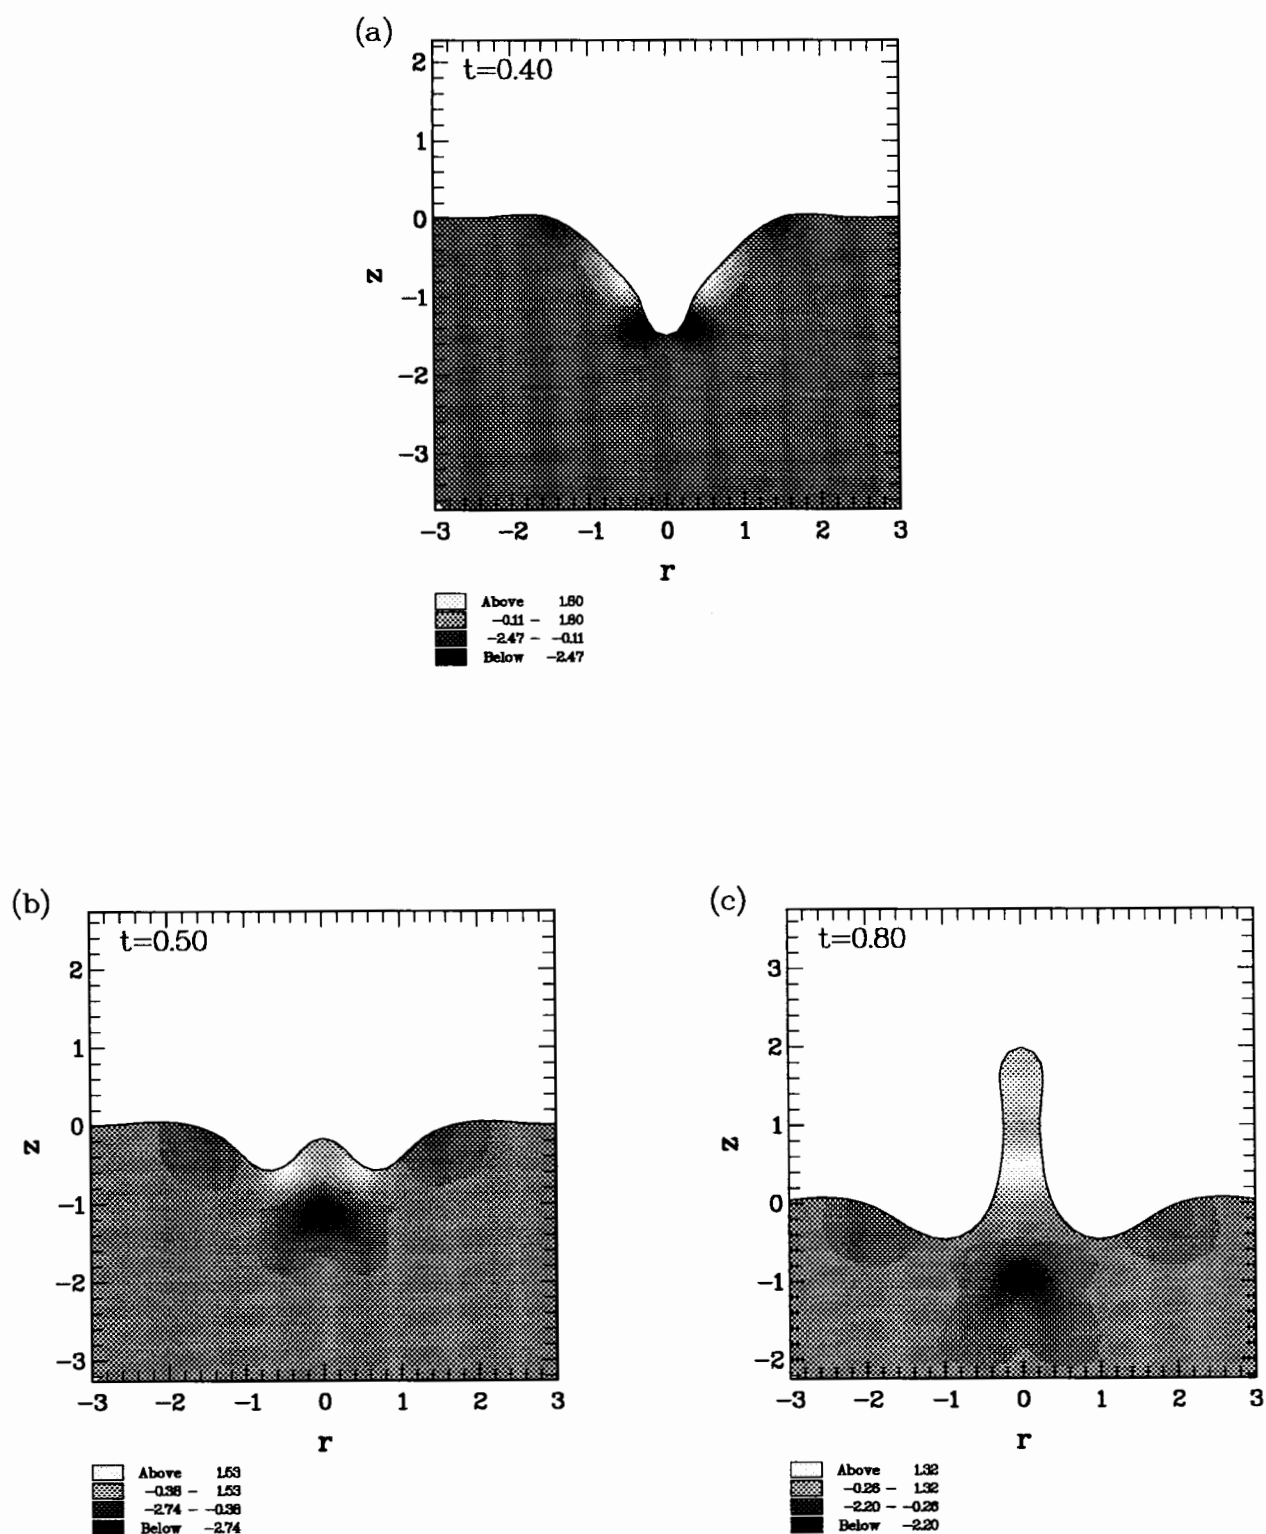 (a)
t=0.40
2
1
0
−1
−2
−3
z
−3 −2 −1 0 1 2 3
r
Above 1.80
−0.11 − 1.80
−2.47 − −0.11
Below −2.47
(b)
t=0.50
2
1
0
−1
−2
−3
z
−3 −2 −1 0 1 2 3
r
Above 1.53
−0.38 − 1.53
−2.74 − −0.38
Below −2.74
(c)
t=0.80
3
2
1
0
−1
−2
z
−3 −2 −1 0 1 2 3
r
Above 1.32
−0.26 − 1.32
−2.20 − −0.26
Below −2.20